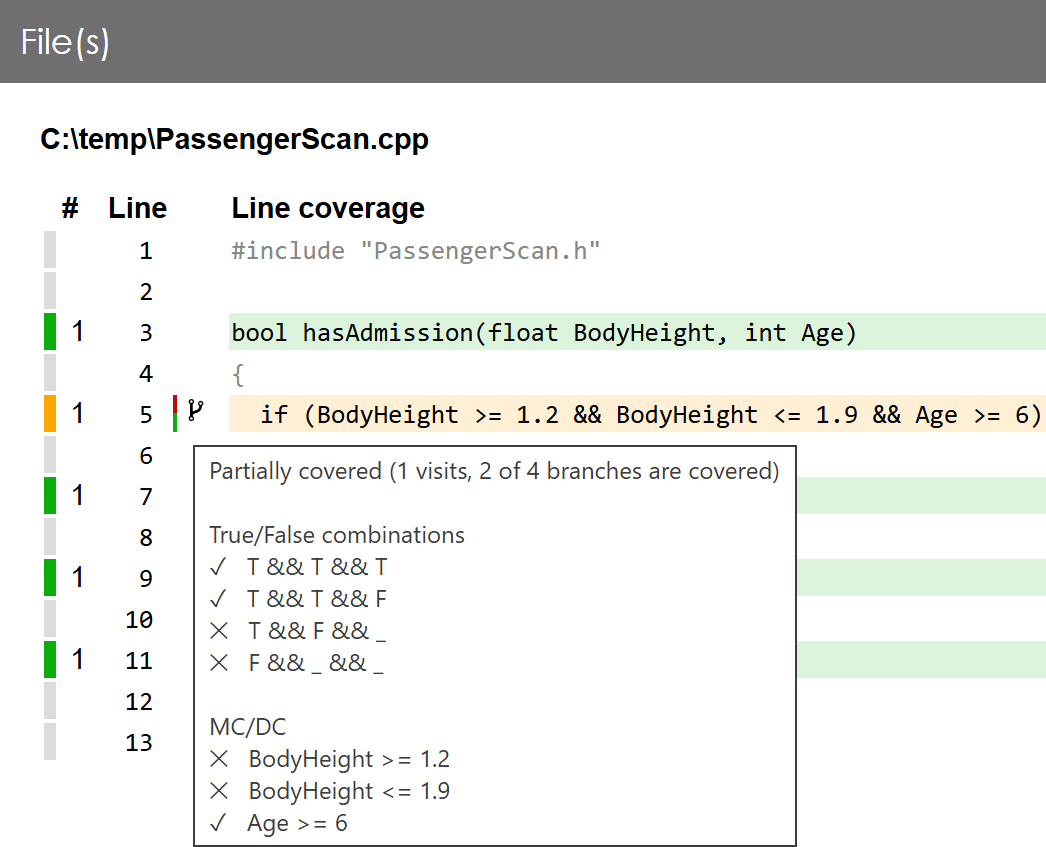 File(s)
C:\temp\PassengerScan.cpp
# Line Line coverage
1 #include "PassengerScan.h"
2
1 3 bool hasAdmission(float BodyHeight, int Age)
4 {
1 5 if (BodyHeight >= 1.2 && BodyHeight <= 1.9 && Age >= 6)
6
1 7
8
1 9
10
1 11
12
13
Partially covered (1 visits, 2 of 4 branches are covered)
True/False combinations
✓ T && T && T
✓ T && T && F
✕ T && F && _
✕ F && _ && _
MC/DC
✕ BodyHeight >= 1.2
✕ BodyHeight <= 1.9
✓ Age >= 6